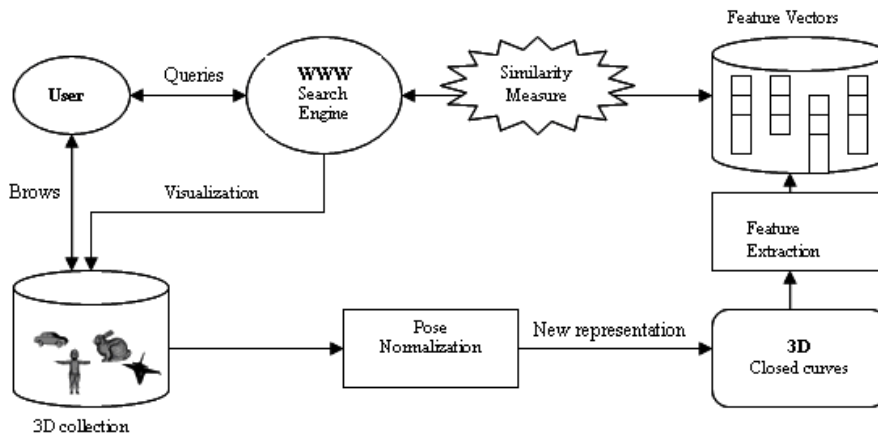 Feature Vectors
User
Queries
WWW
Search
Engine
Similarity
Measure
Brows
Visualization
Feature
Extraction
Pose
Normalization
New representation
3D
Closed curves
3D collection